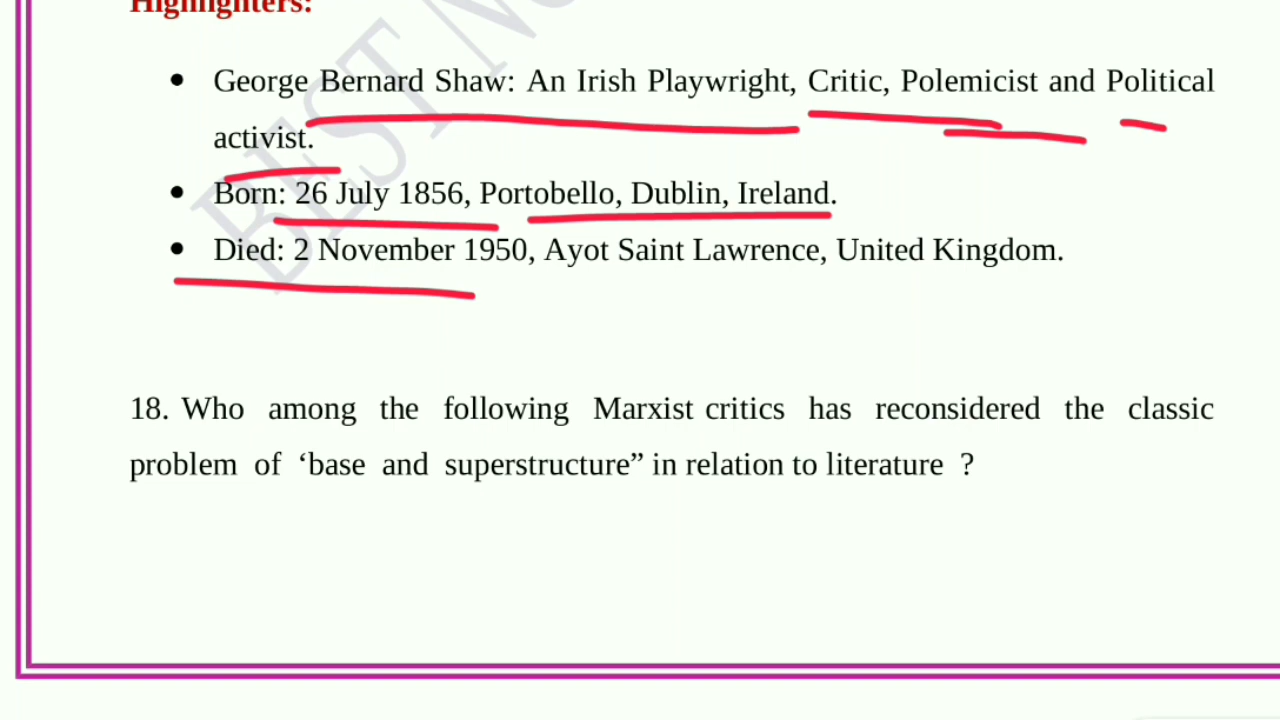 Highlighters:
BEST NO
• George Bernard Shaw: An Irish Playwright, Critic, Polemicist and Political
activist.
• Born: 26 July 1856, Portobello, Dublin, Ireland.
• Died: 2 November 1950, Ayot Saint Lawrence, United Kingdom.
18. Who among the following Marxist critics has reconsidered the classic
problem of ‘base and superstructure” in relation to literature ?